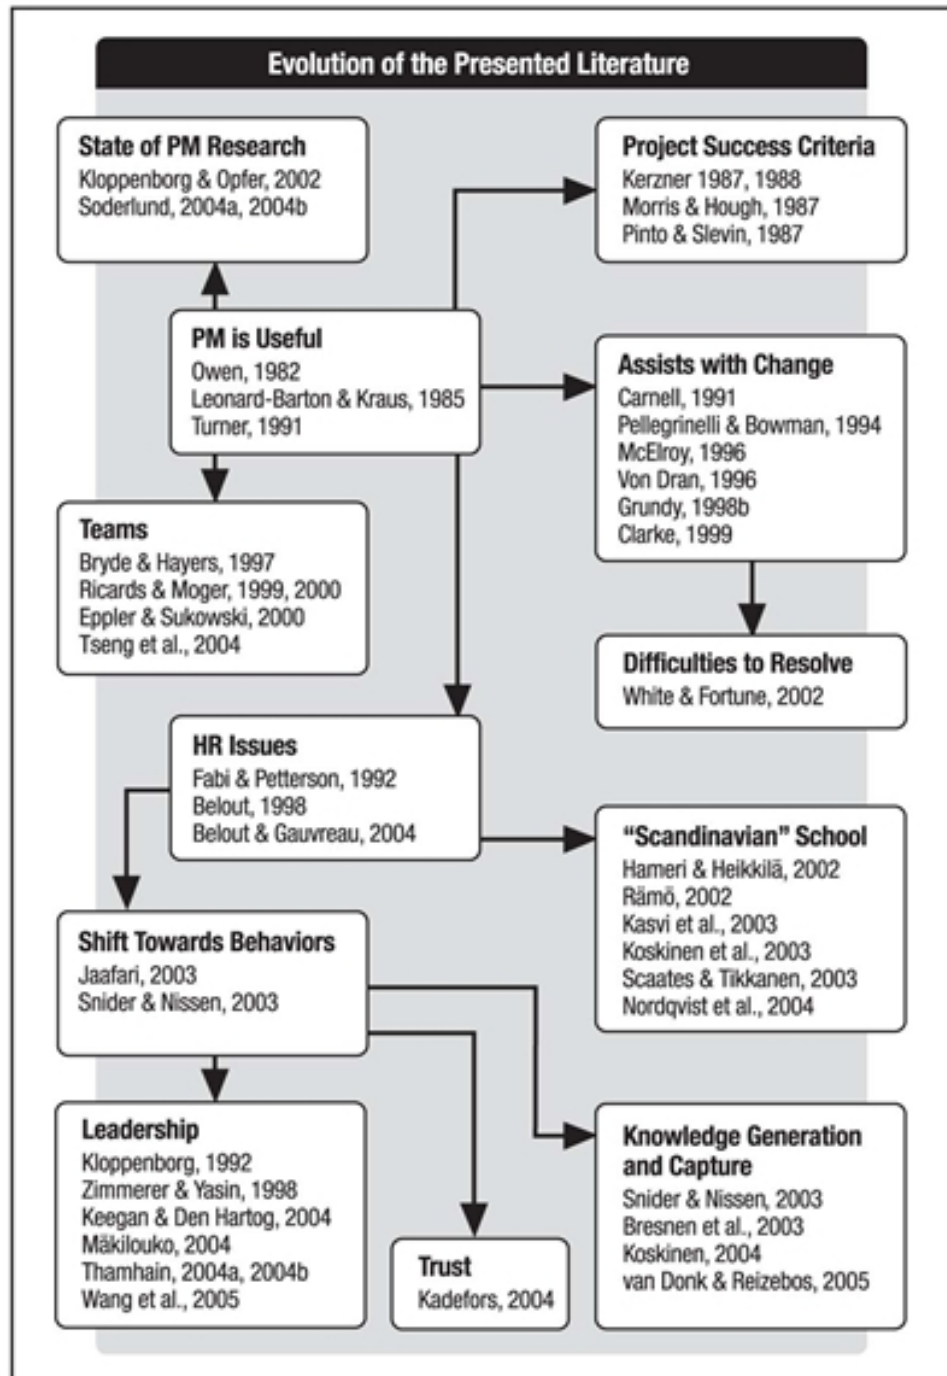 Evolution of the Presented Literature
State of PM Research
Kloppenborg & Opfer, 2002
Soderlund, 2004a, 2004b
Project Success Criteria
Kerzner 1987, 1988
Morris & Hough, 1987
Pinto & Slevin, 1987
PM is Useful
Owen, 1982
Leonard-Barton & Kraus, 1985
Turner, 1991
Assists with Change
Carnell, 1991
Pellegrinelli & Bowman, 1994
McElroy, 1996
Von Dran, 1996
Grundy, 1998b
Clarke, 1999
Teams
Bryde & Hayers, 1997
Ricards & Moger, 1999, 2000
Eppler & Sukowski, 2000
Tseng et al., 2004
Difficulties to Resolve
White & Fortune, 2002
HR Issues
Fabi & Petterson, 1992
Belout, 1998
Belout & Gauvreau, 2004
“Scandinavian” School
Hameri & Heikkilä, 2002
Rämö, 2002
Kasvi et al., 2003
Koskinen et al., 2003
Scaates & Tikkanen, 2003
Nordqvist et al., 2004
Shift Towards Behaviors
Jaafari, 2003
Snider & Nissen, 2003
Leadership
Kloppenborg, 1992
Zimmerer & Yasin, 1998
Keegan & Den Hartog, 2004
Mäkilouko, 2004
Thamhain, 2004a, 2004b
Wang et al., 2005
Trust
Kadefors, 2004
Knowledge Generation
and Capture
Snider & Nissen, 2003
Bresnen et al., 2003
Koskinen, 2004
van Donk & Reizebos, 2005